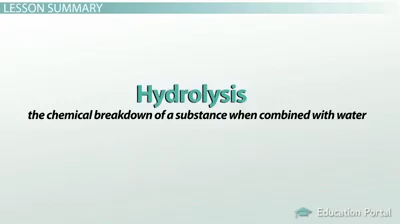 LESSON SUMMARY
Hydrolysis
the chemical breakdown of a substance when combined with water
Education Portal